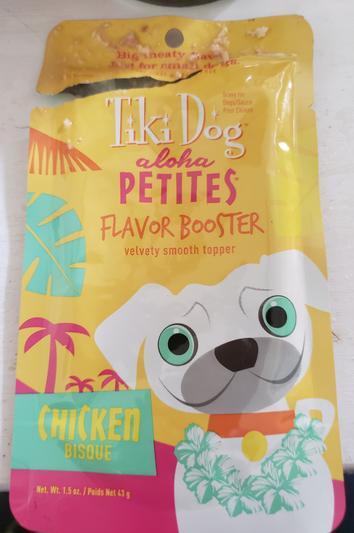 Big meaty
Just for small dogs.
Tiki Dog
aloha
PETITES
FLAVOR BOOSTER
velvety smooth topper
CHICKEN
BISQUE
Net. Wt. 1.5 oz. / Poids Net 43 g